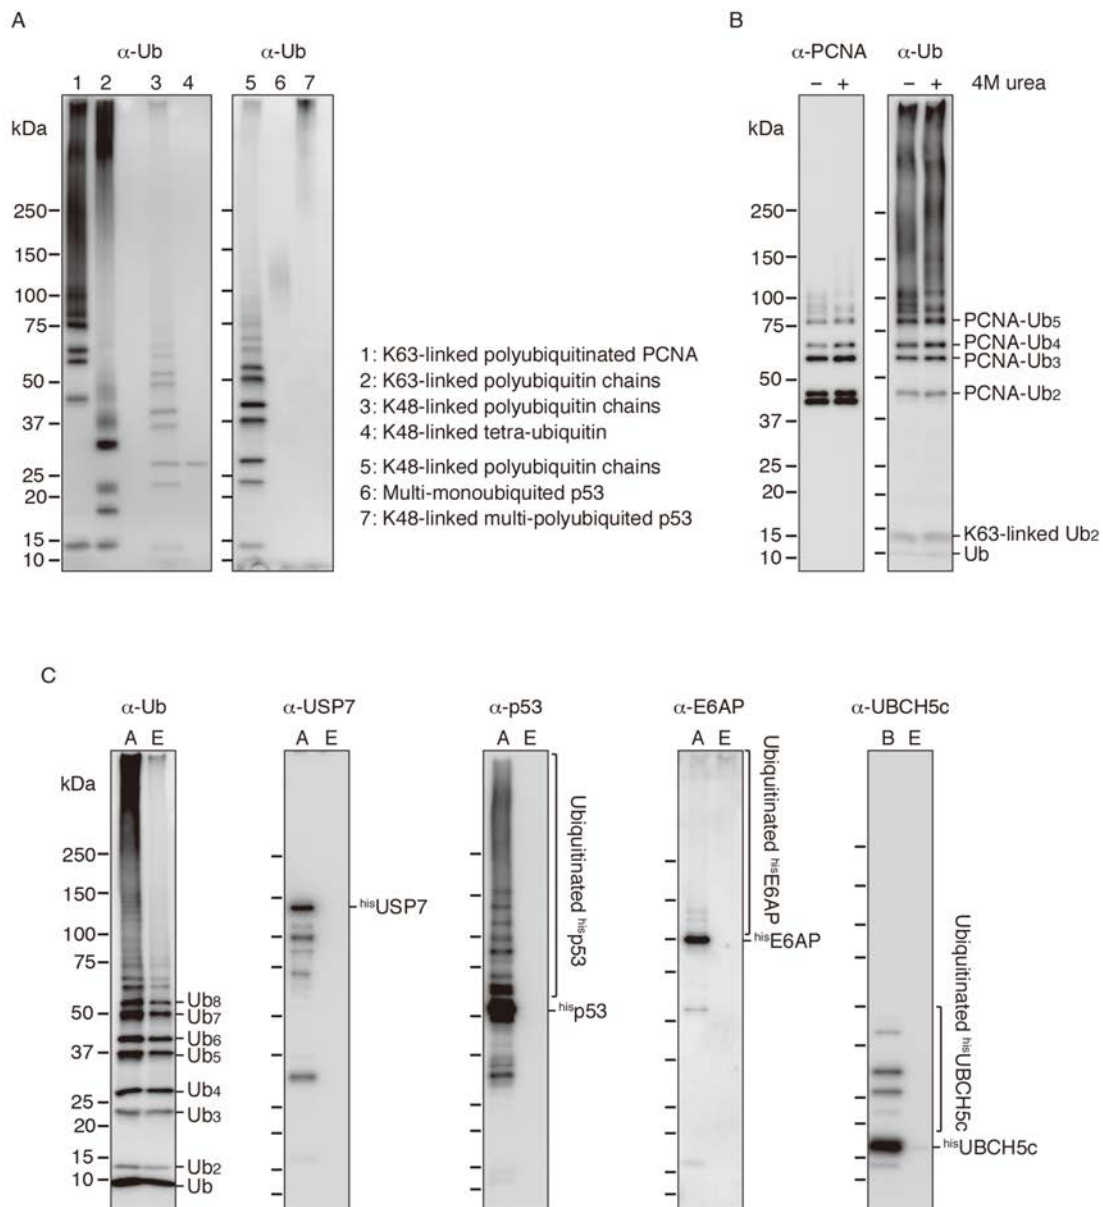 A
α-Ub
α-Ub
1 2 3 4
5 6 7
kDa
250
150
100
75
50
37
25
20
15
10
1: K63-linked polyubiquitinated PCNA
2: K63-linked polyubiquitin chains
3: K48-linked polyubiquitin chains
4: K48-linked tetra-ubiquitin
5: K48-linked polyubiquitin chains
6: Multi-monoubiquited p53
7: K48-linked multi-polyubiquited p53
B
α-PCNA
α-Ub
– +
– +
4M urea
kDa
250
150
100
75
50
37
25
20
15
10
PCNA-Ub5
PCNA-Ub4
PCNA-Ub3
PCNA-Ub2
K63-linked Ub2
Ub
C
α-Ub
A E
kDa
250
150
100
75
50
37
25
20
15
10
Ub8
Ub7
Ub6
Ub5
Ub4
Ub3
Ub2
Ub
α-USP7
A E
hisUSP7
α-p53
A E
Ubiquitinated hisp53
hisp53
α-E6AP
A E
Ubiquitinated hisE6AP
hisE6AP
α-UBCH5c
B E
Ubiquitinated hisUBCH5c
hisUBCH5c